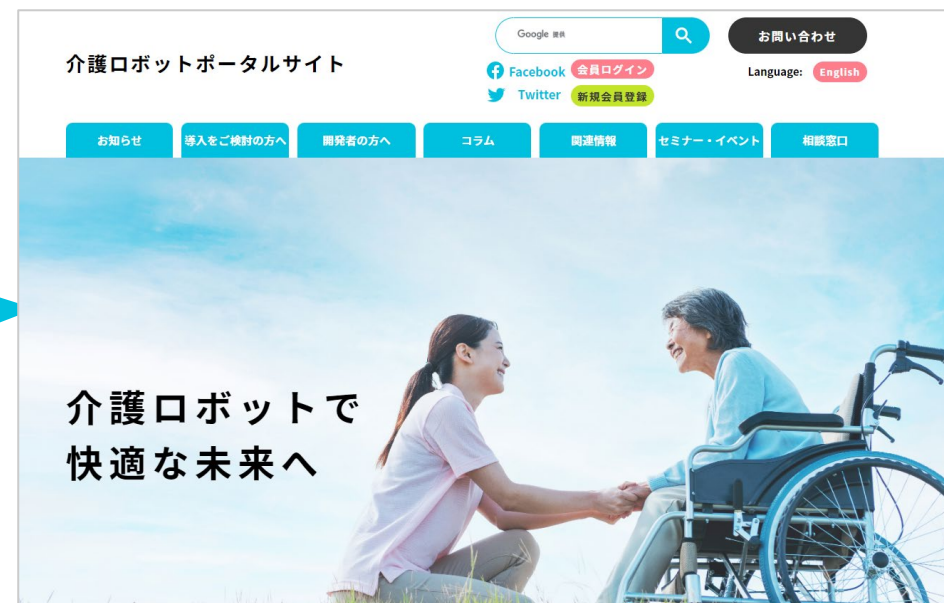 介護ロボットポータルサイト
Google 提供
お問い合わせ
Facebook 会員ログイン
Language: English
Twitter 新規会員登録
お知らせ 導入をご検討の方へ 開発者の方へ コラム 関連情報 セミナー・イベント 相談窓口
介護ロボットで
快適な未来へ